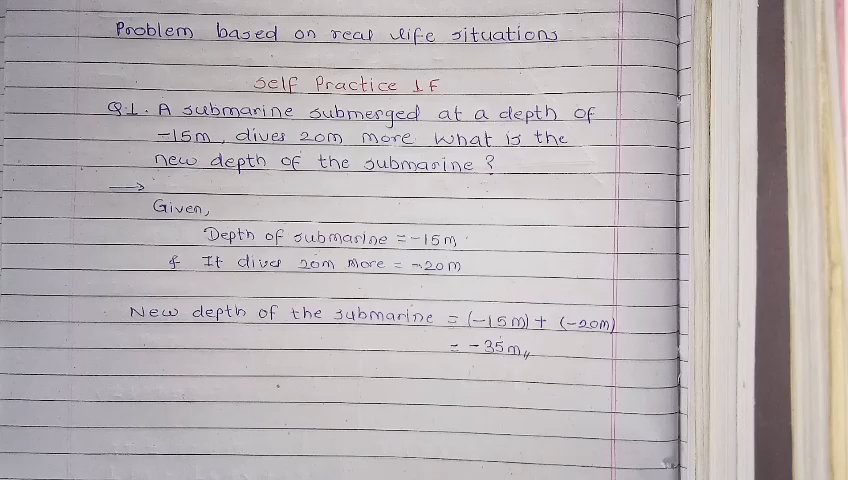 Problem based on real life situations
Self Practice 1F
Q.1. A submarine submerged at a depth of
-15m, dives 20m more. What is the
new depth of the submarine?
→
Given,
Depth of submarine = -15m
& It dives 20m more = -20m
New depth of the submarine = (-15m) + (-20m)
= -35m,,